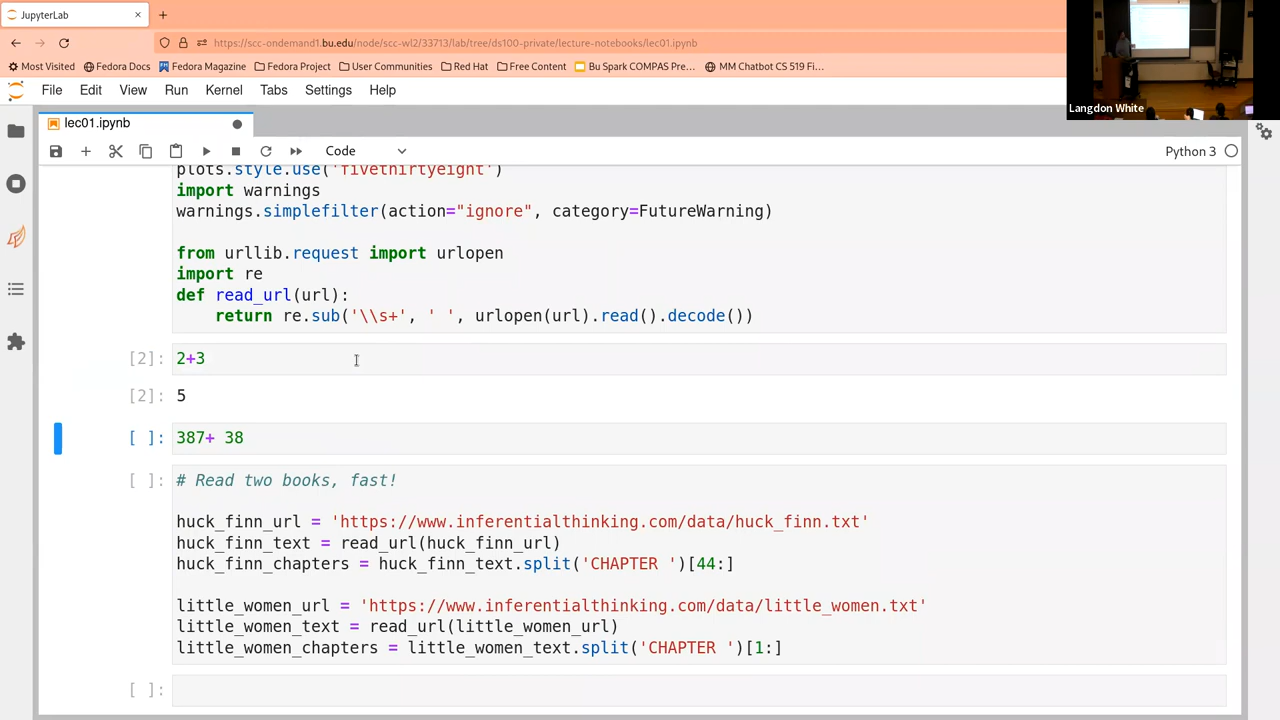 JupyterLab
https://scc-ondemand1.bu.edu/node/scc-wl2/33713/lab/tree/ds100-private/lecture-notebooks/lec01.ipynb
Most Visited Fedora Docs Fedora Magazine Fedora Project User Communities Red Hat Free Content Bu Spark COMPAS Pre... MM Chatbot CS 519 Fi...
Langdon White
File Edit View Run Kernel Tabs Settings Help
lec01.ipynb
Code Python 3
plots.style.use('fivethirtyeight')
import warnings
warnings.simplefilter(action="ignore", category=FutureWarning)
from urllib.request import urlopen
import re
def read_url(url):
    return re.sub('\\s+', ' ', urlopen(url).read().decode())
[2]: 2+3
[2]: 5
[ ]: 387+ 38
[ ]: # Read two books, fast!
huck_finn_url = 'https://www.inferentialthinking.com/data/huck_finn.txt'
huck_finn_text = read_url(huck_finn_url)
huck_finn_chapters = huck_finn_text.split('CHAPTER ')[44:]
little_women_url = 'https://www.inferentialthinking.com/data/little_women.txt'
little_women_text = read_url(little_women_url)
little_women_chapters = little_women_text.split('CHAPTER ')[1:]
[ ]: